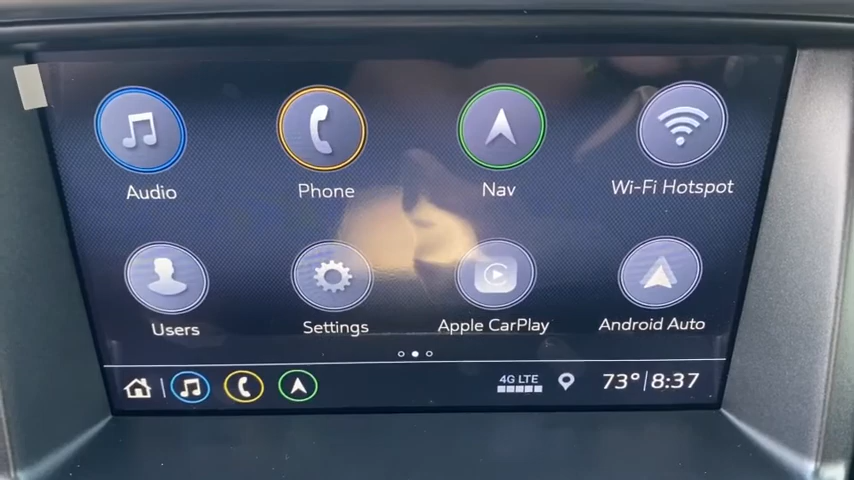 Audio Phone Nav Wi-Fi Hotspot
Users Settings Apple CarPlay Android Auto
4G LTE 73° 8:37